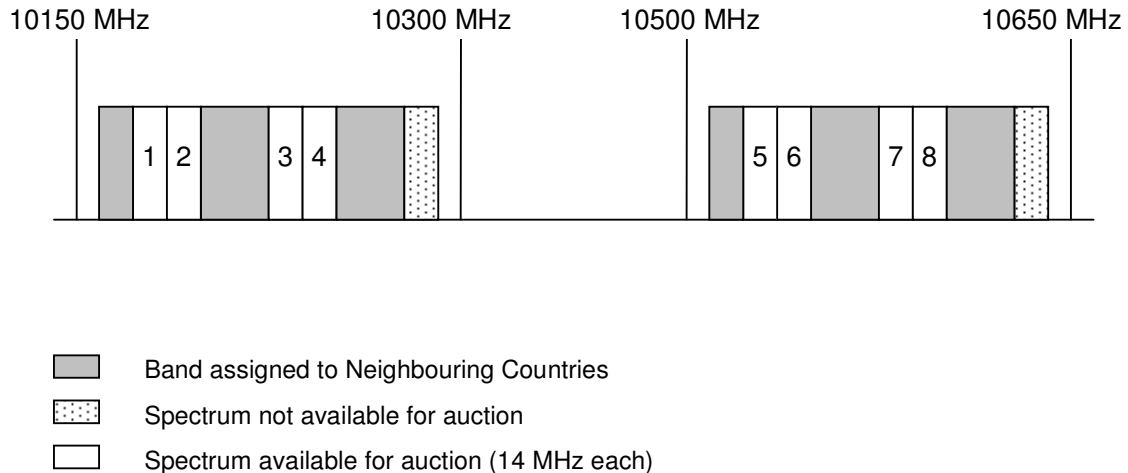 10150 MHz 10300 MHz 10500 MHz 10650 MHz
1 2 3 4 5 6 7 8
Band assigned to Neighbouring Countries
Spectrum not available for auction
Spectrum available for auction (14 MHz each)